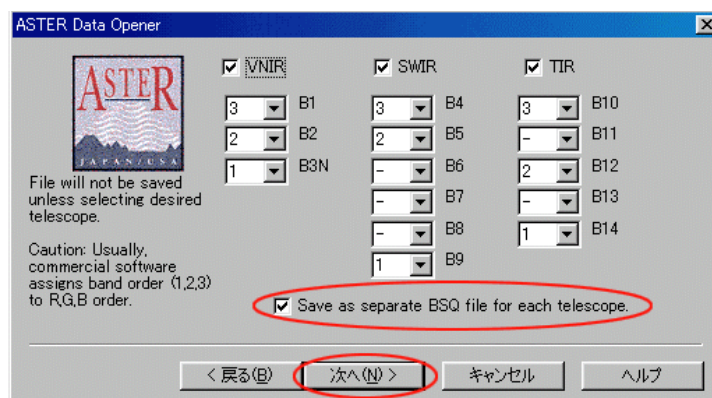 ASTER Data Opener
ASTER
JAPAN/USA
File will not be saved
unless selecting desired
telescope.
Caution: Usually,
commercial software
assigns band order (1,2,3)
to R,G,B order.
VNIR
3 B1
2 B2
1 B3N
SWIR
3 B4
2 B5
- B6
- B7
- B8
1 B9
TIR
3 B10
- B11
2 B12
- B13
1 B14
Save as separate BSQ file for each telescope.
< 戻る(B)
次へ(N) >
キャンセル
ヘルプ